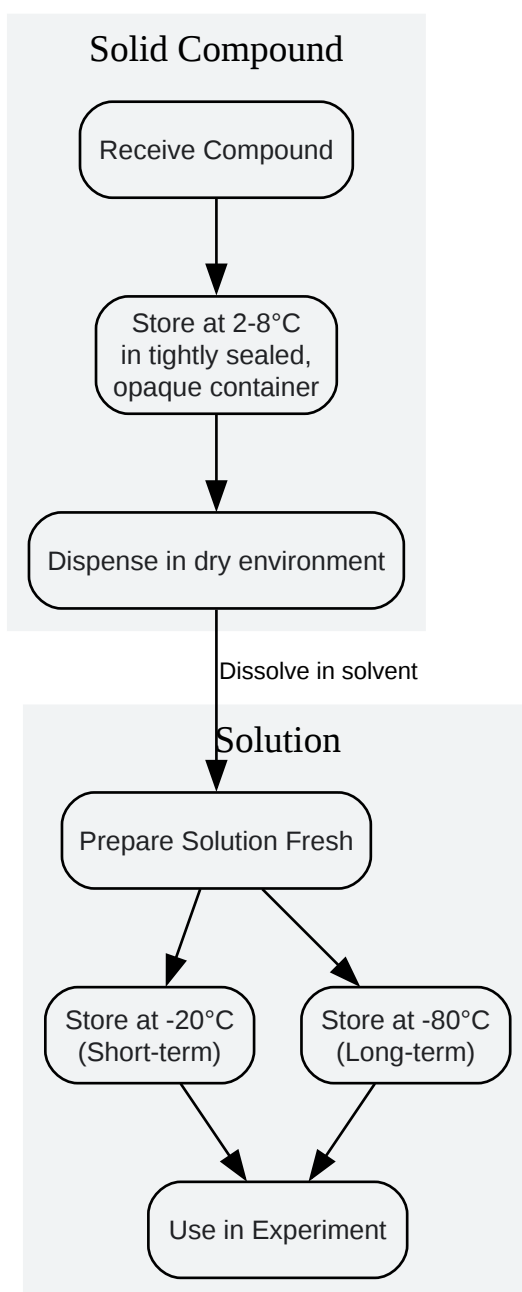 Solid Compound
Receive Compound
Store at 2-8°C
in tightly sealed,
opaque container
Dispense in dry environment
Dissolve in solvent
Solution
Prepare Solution Fresh
Store at -20°C
(Short-term)
Store at -80°C
(Long-term)
Use in Experiment